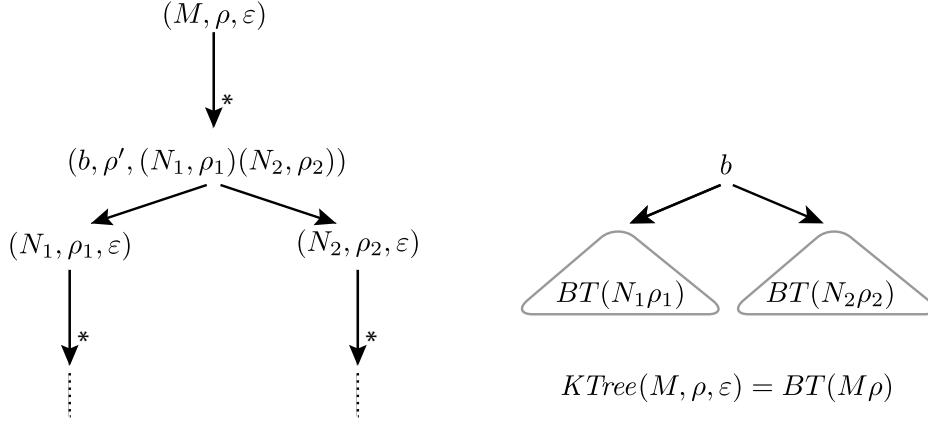 (M, ρ, ε)
*
(b, ρ′, (N₁, ρ₁)(N₂, ρ₂))
(N₁, ρ₁, ε)
(N₂, ρ₂, ε)
*
*
b
BT(N₁ρ₁)
BT(N₂ρ₂)
KTree(M, ρ, ε) = BT(Mρ)